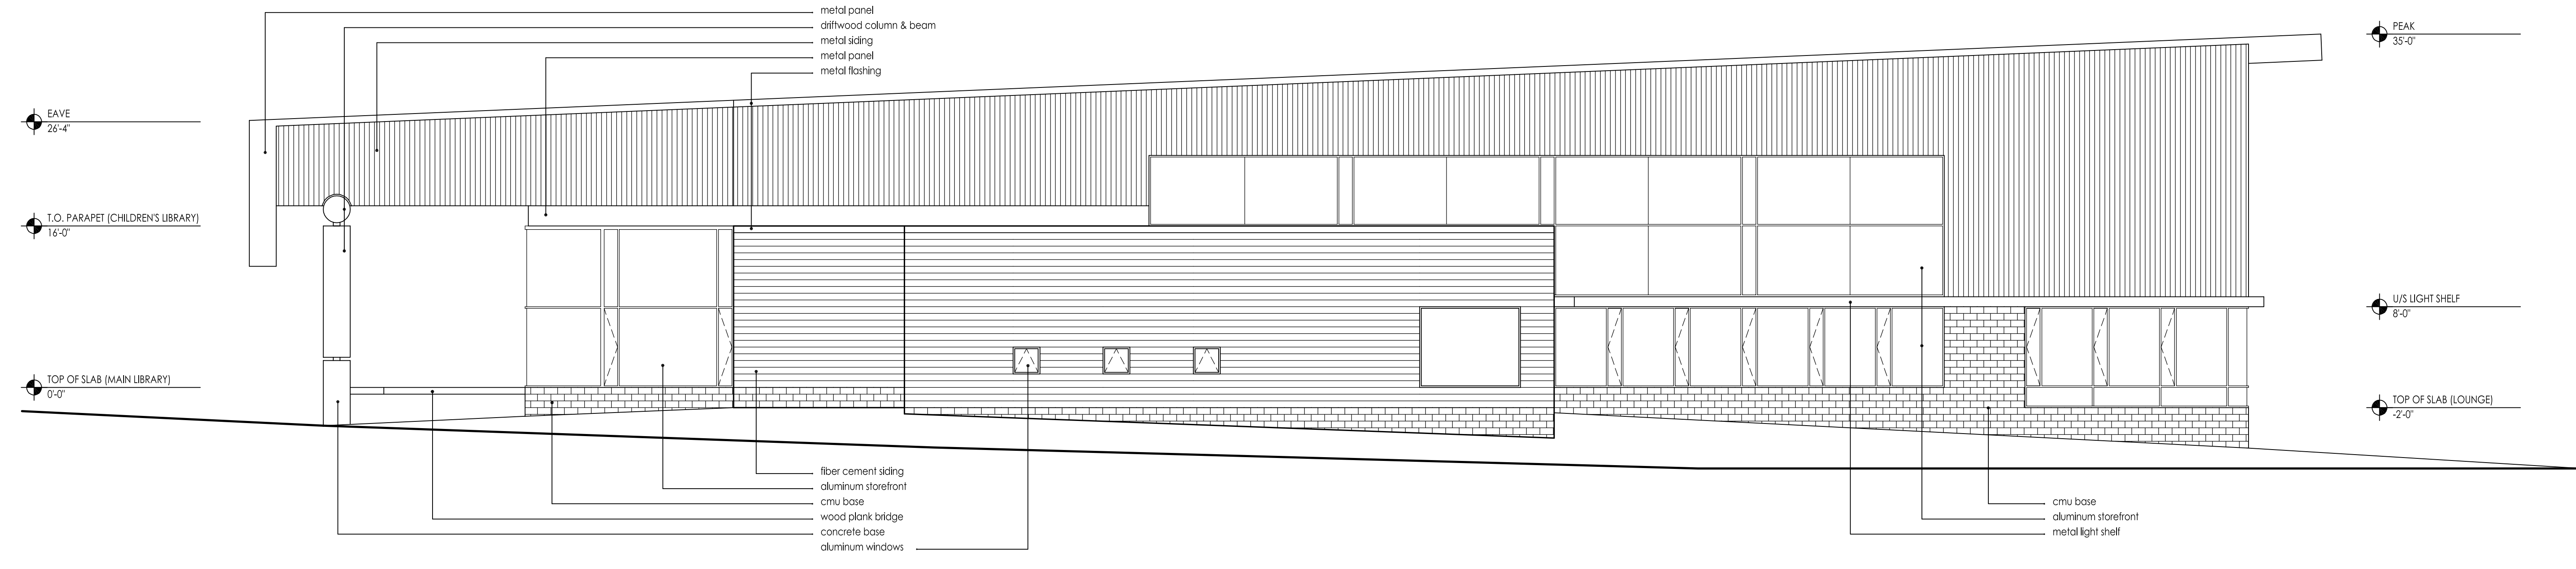 metal panel
driftwood column & beam
metal siding
metal panel
metal flashing
PEAK
35'-0"
EAVE
26'-4"
T.O. PARAPET (CHILDREN'S LIBRARY)
16'-0"
U/S LIGHT SHELF
8'-0"
TOP OF SLAB (MAIN LIBRARY)
0'-0"
TOP OF SLAB (LOUNGE)
-2'-0"
fiber cement siding
aluminum storefront
cmu base
wood plank bridge
concrete base
aluminum windows
cmu base
aluminum storefront
metal light shelf